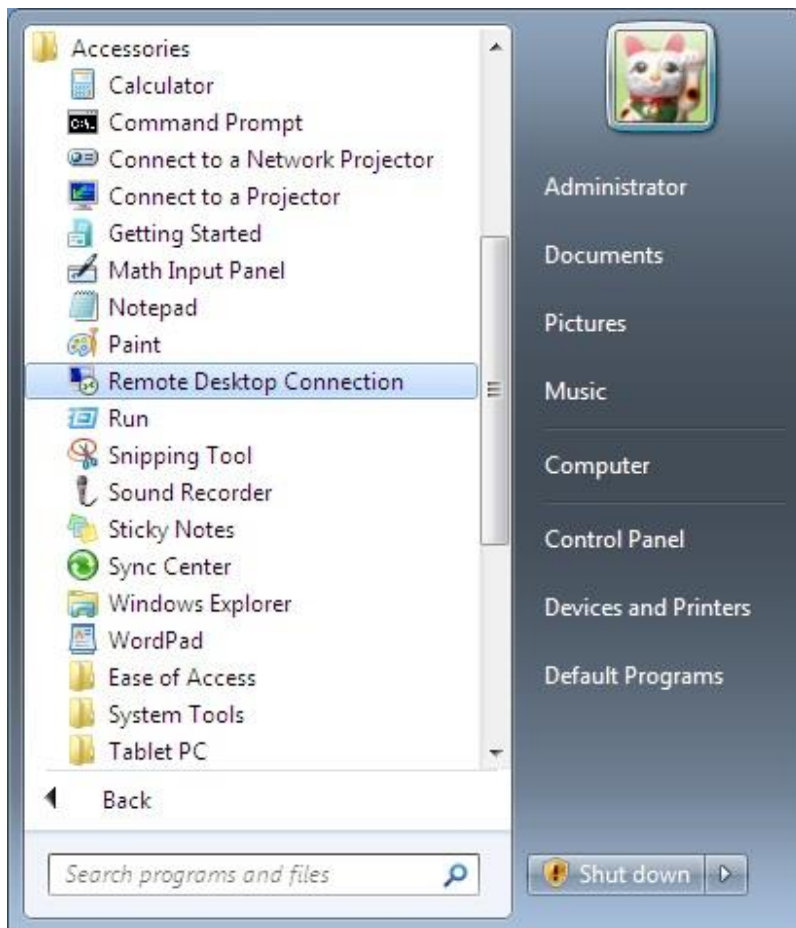 Accessories
Calculator
Command Prompt
Connect to a Network Projector
Connect to a Projector
Getting Started
Math Input Panel
Notepad
Paint
Remote Desktop Connection
Run
Snipping Tool
Sound Recorder
Sticky Notes
Sync Center
Windows Explorer
WordPad
Ease of Access
System Tools
Tablet PC
Back
Search programs and files
Administrator
Documents
Pictures
Music
Computer
Control Panel
Devices and Printers
Default Programs
Shut down